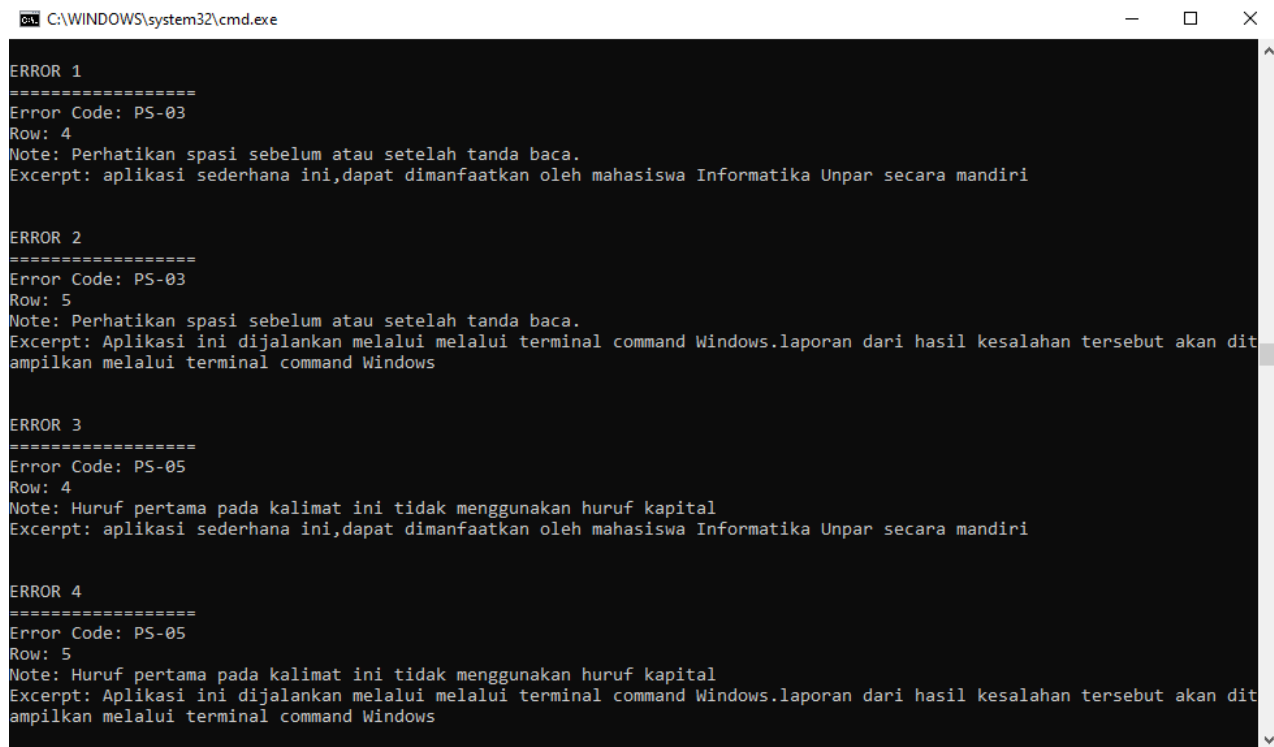 C:\WINDOWS\system32\cmd.exe
ERROR 1
==================
Error Code: PS-03
Row: 4
Note: Perhatikan spasi sebelum atau setelah tanda baca.
Excerpt: aplikasi sederhana ini,dapat dimanfaatkan oleh mahasiswa Informatika Unpar secara mandiri
ERROR 2
==================
Error Code: PS-03
Row: 5
Note: Perhatikan spasi sebelum atau setelah tanda baca.
Excerpt: Aplikasi ini dijalankan melalui melalui terminal command Windows.laporan dari hasil kesalahan tersebut akan dit
ampilkan melalui terminal command Windows
ERROR 3
==================
Error Code: PS-05
Row: 4
Note: Huruf pertama pada kalimat ini tidak menggunakan huruf kapital
Excerpt: aplikasi sederhana ini,dapat dimanfaatkan oleh mahasiswa Informatika Unpar secara mandiri
ERROR 4
==================
Error Code: PS-05
Row: 5
Note: Huruf pertama pada kalimat ini tidak menggunakan huruf kapital
Excerpt: Aplikasi ini dijalankan melalui melalui terminal command Windows.laporan dari hasil kesalahan tersebut akan dit
ampilkan melalui terminal command Windows